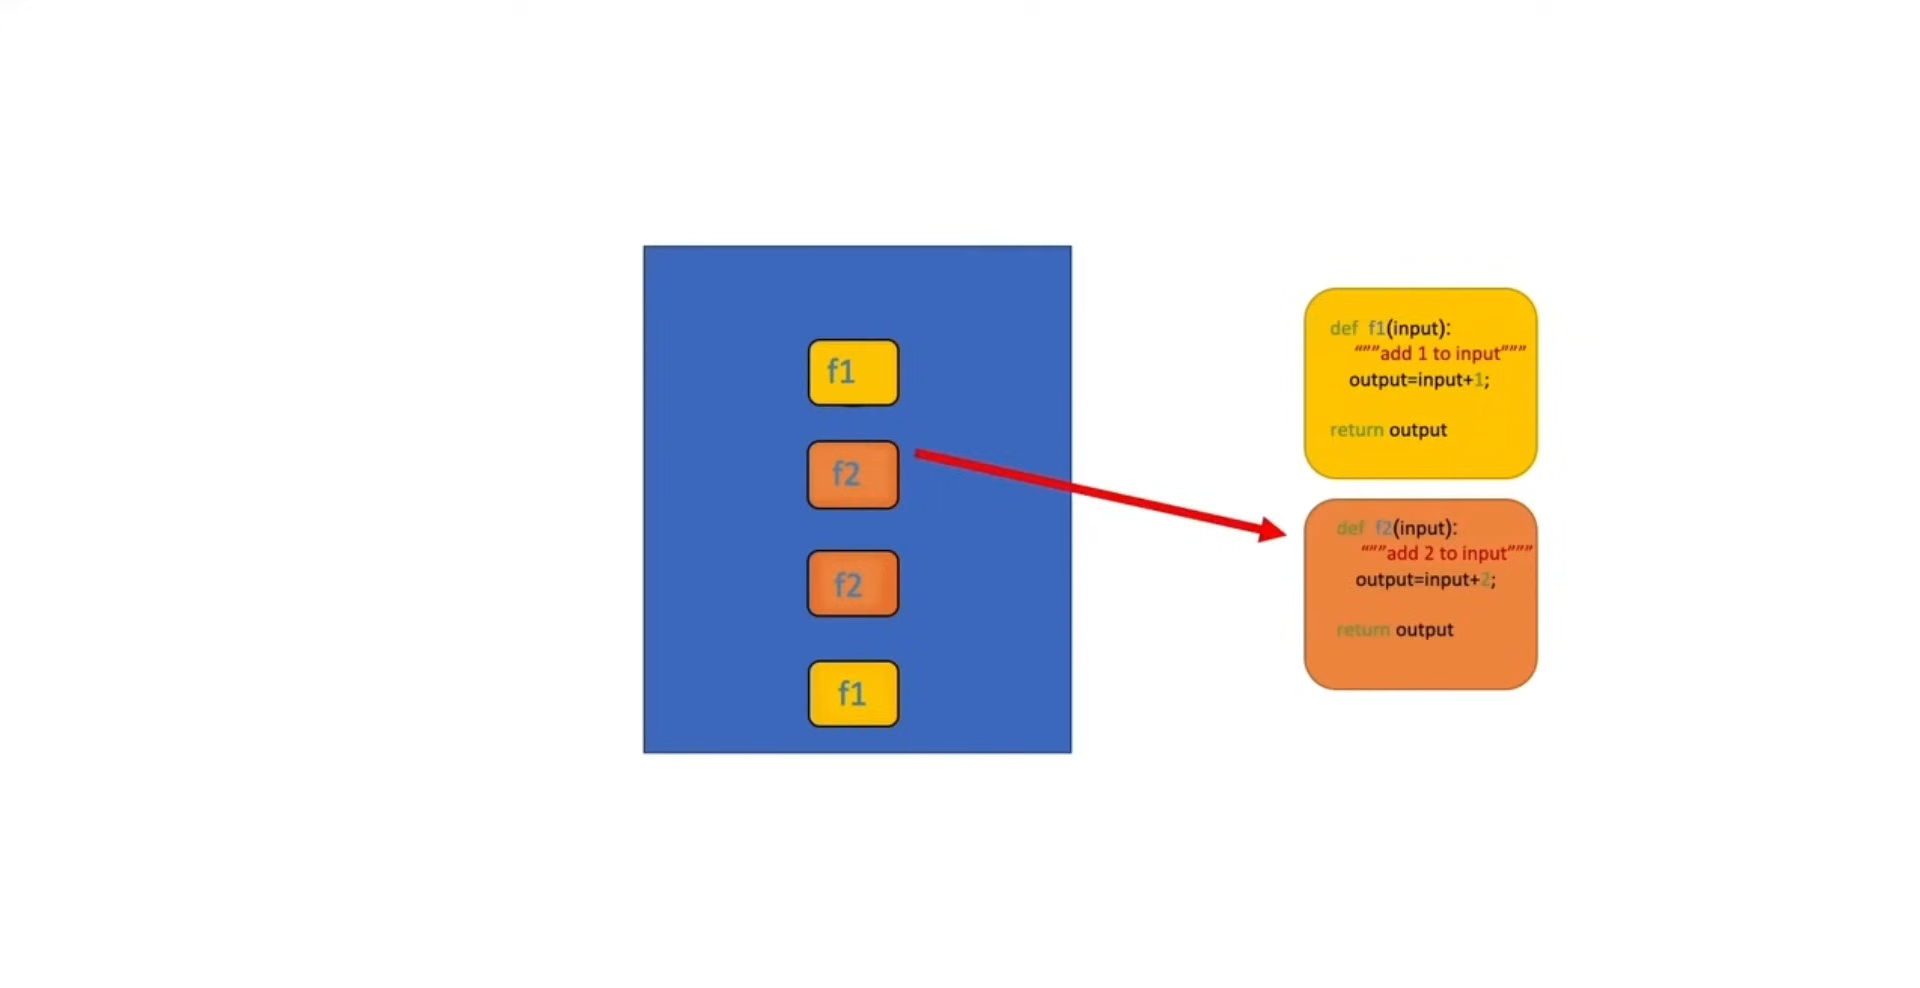 f1
f2
f2
f1
def f1(input):
“””add 1 to input”””
output=input+1;
return output
def f2(input):
“””add 2 to input”””
output=input+2;
return output